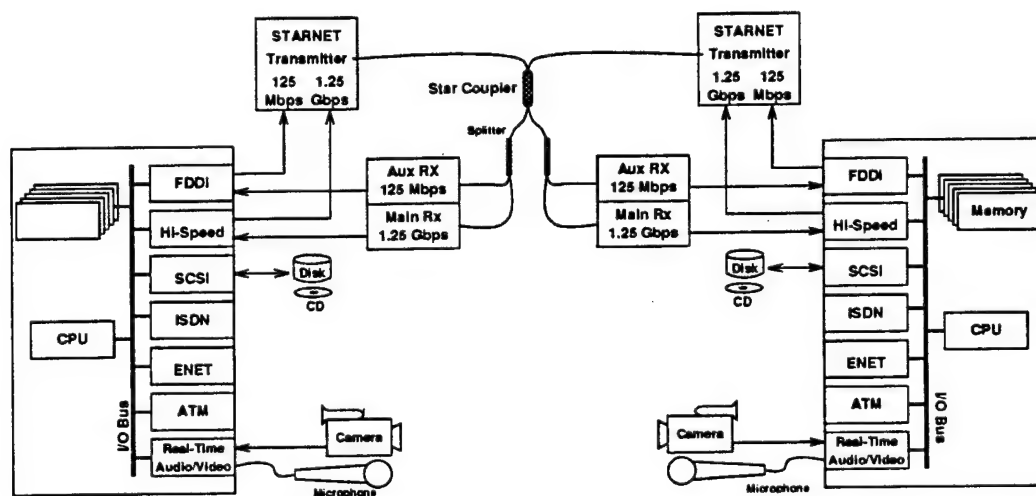 STARNET
Transmitter
125 1.25
Mbps Gbps
Star Coupler
Splitter
STARNET
Transmitter
1.25 125
Gbps Mbps
FDDI
Hi-Speed
SCSI
ISDN
ENET
ATM
Real-Time
Audio/Video
CPU
I/O Bus
Aux RX
125 Mbps
Main Rx
1.25 Gbps
Disk
CD
Camera
Microphone
Aux RX
125 Mbps
Main Rx
1.25 Gbps
Disk
CD
Camera
Microphone
FDDI
Hi-Speed
SCSI
ISDN
ENET
ATM
Real-Time
Audio/Video
Memory
CPU
I/O Bus